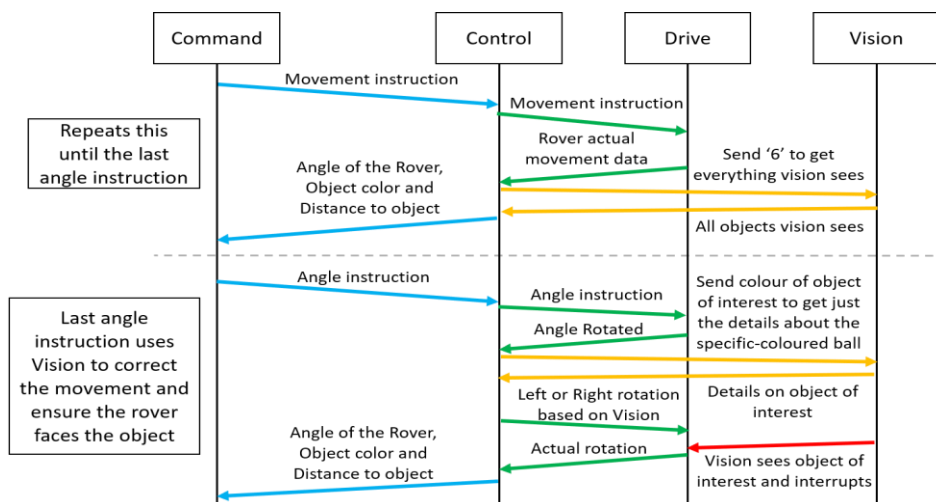 Command
Control
Drive
Vision
Movement instruction
Movement instruction
Repeats this
until the last
angle instruction
Rover actual
movement data
Send ‘6’ to get
everything vision sees
Angle of the Rover,
Object color and
Distance to object
All objects vision sees
Angle instruction
Angle instruction
Send colour of object
of interest to get just
the details about the
specific-coloured ball
Last angle
instruction uses
Vision to correct
the movement and
ensure the rover
faces the object
Angle Rotated
Left or Right rotation
based on Vision
Details on object of
interest
Angle of the Rover,
Object color and
Distance to object
Actual rotation
Vision sees object of
interest and interrupts